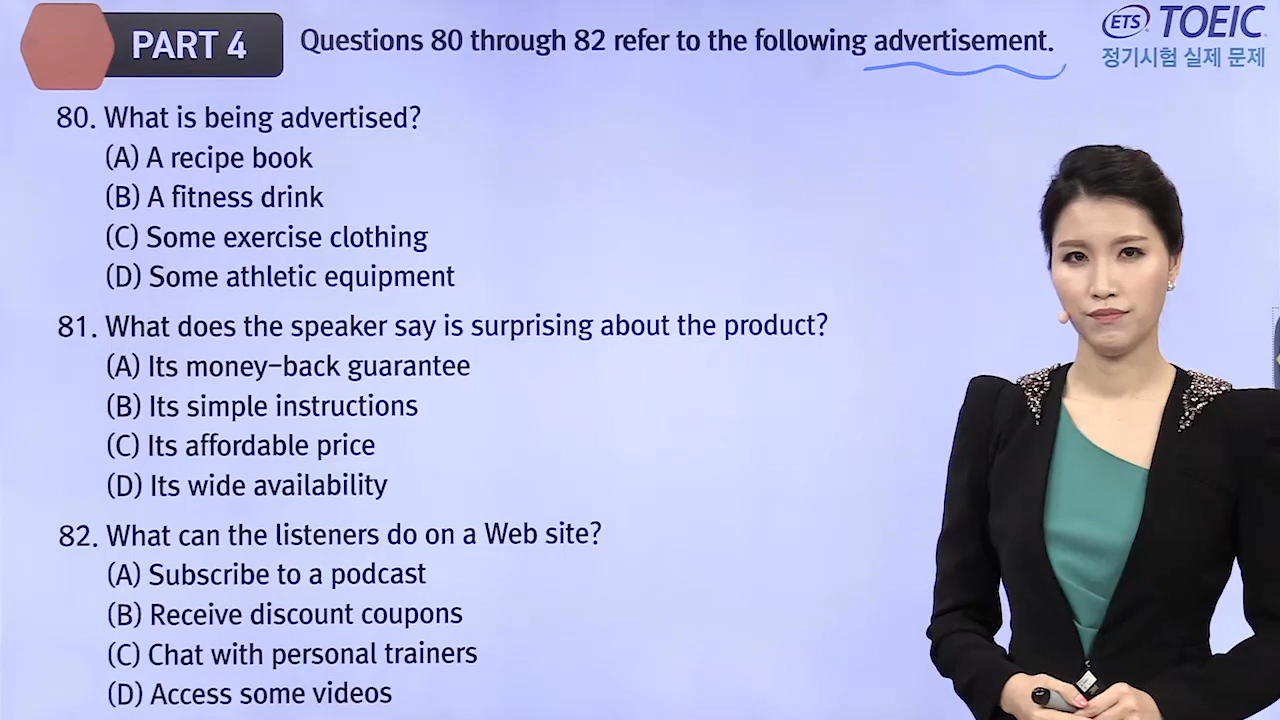 PART 4
Questions 80 through 82 refer to the following advertisement.
ETS TOEIC
정기시험 실제 문제
80. What is being advertised?
(A) A recipe book
(B) A fitness drink
(C) Some exercise clothing
(D) Some athletic equipment
81. What does the speaker say is surprising about the product?
(A) Its money-back guarantee
(B) Its simple instructions
(C) Its affordable price
(D) Its wide availability
82. What can the listeners do on a Web site?
(A) Subscribe to a podcast
(B) Receive discount coupons
(C) Chat with personal trainers
(D) Access some videos